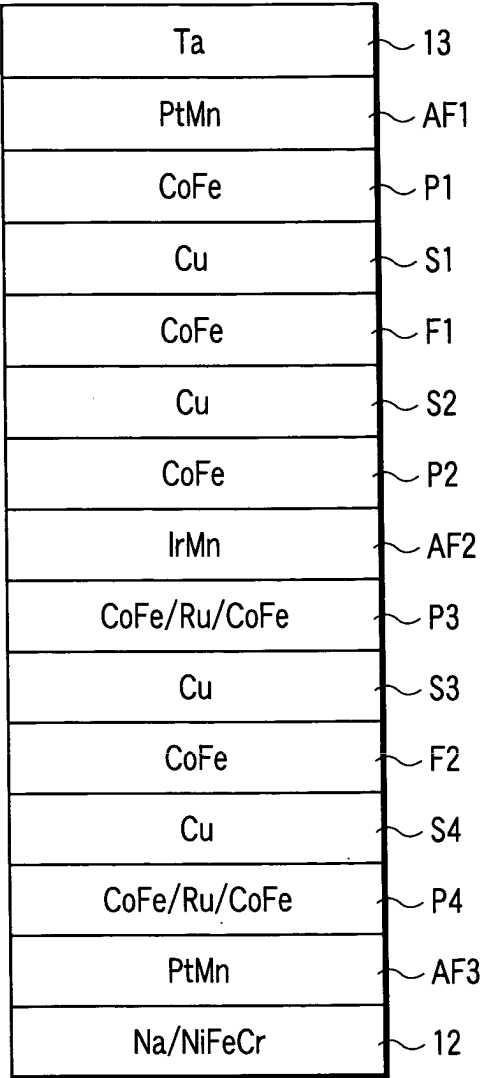 Ta 13
PtMn AF1
CoFe P1
Cu S1
CoFe F1
Cu S2
CoFe P2
IrMn AF2
CoFe/Ru/CoFe P3
Cu S3
CoFe F2
Cu S4
CoFe/Ru/CoFe P4
PtMn AF3
Na/NiFeCr 12